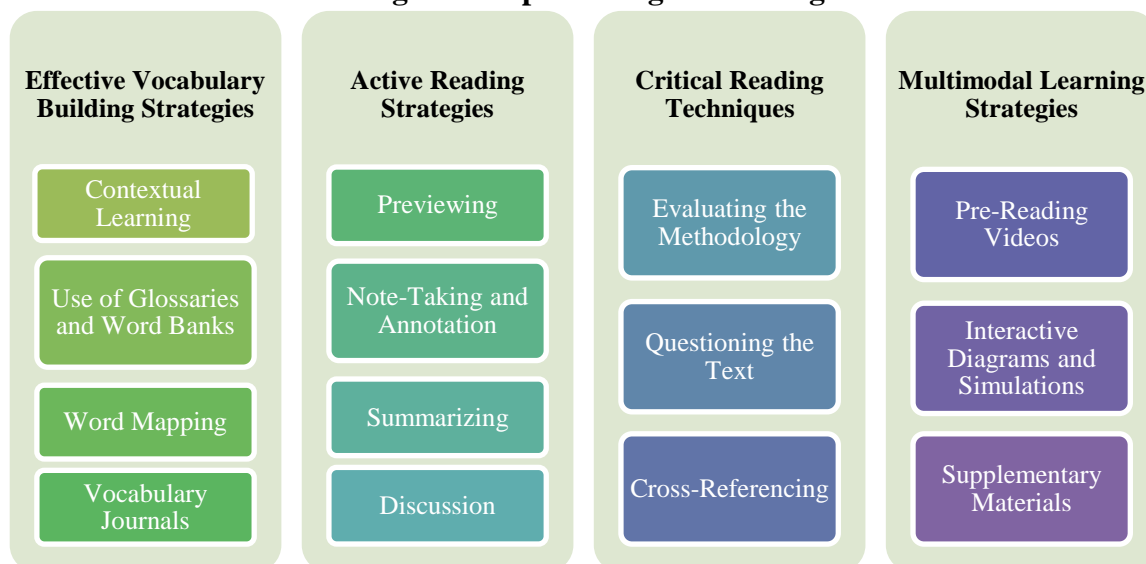 Effective Vocabulary
Building Strategies
Contextual
Learning
Use of Glossaries
and Word Banks
Word Mapping
Vocabulary
Journals
Active Reading
Strategies
Previewing
Note-Taking and
Annotation
Summarizing
Discussion
Critical Reading
Techniques
Evaluating the
Methodology
Questioning the
Text
Cross-Referencing
Multimodal Learning
Strategies
Pre-Reading
Videos
Interactive
Diagrams and
Simulations
Supplementary
Materials